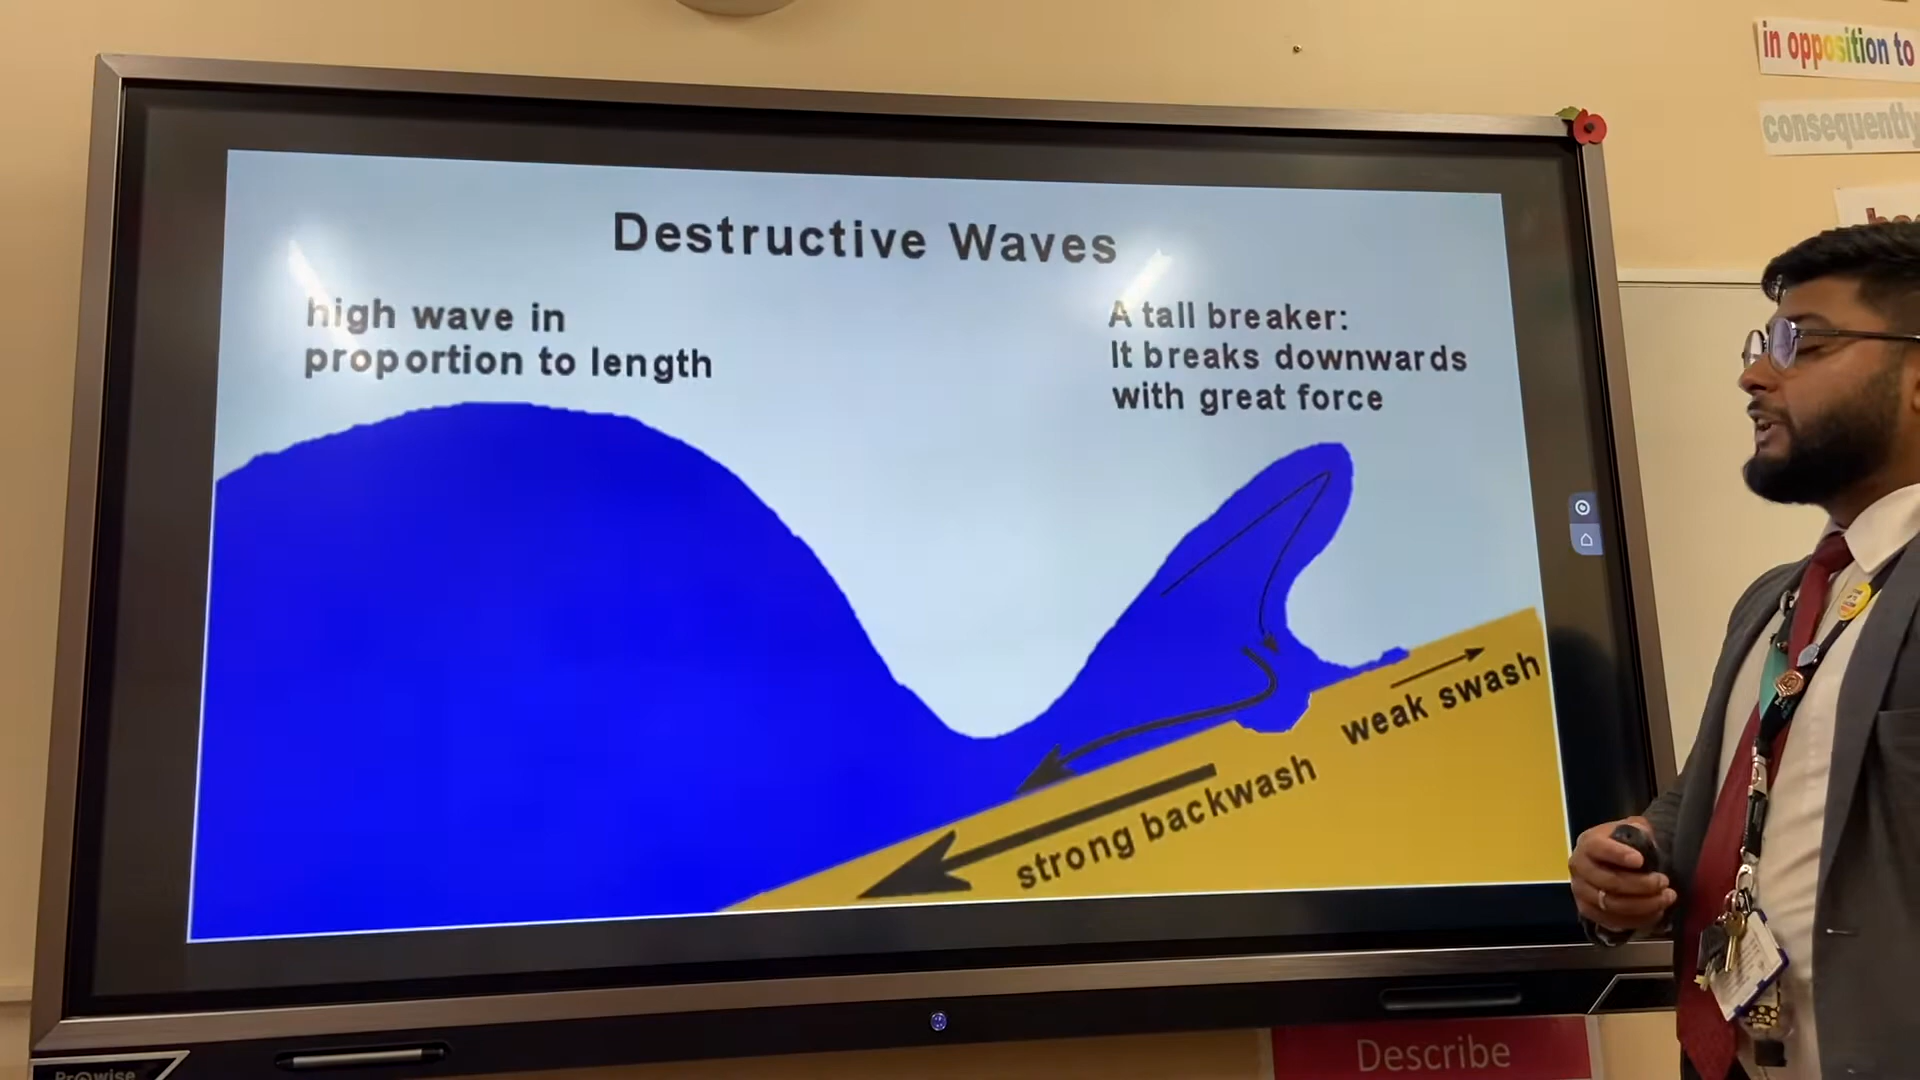 Destructive Waves
high wave in
proportion to length
A tall breaker:
It breaks downwards
with great force
weak swash
strong backwash
in opposition to
consequently
Describe
Prowise